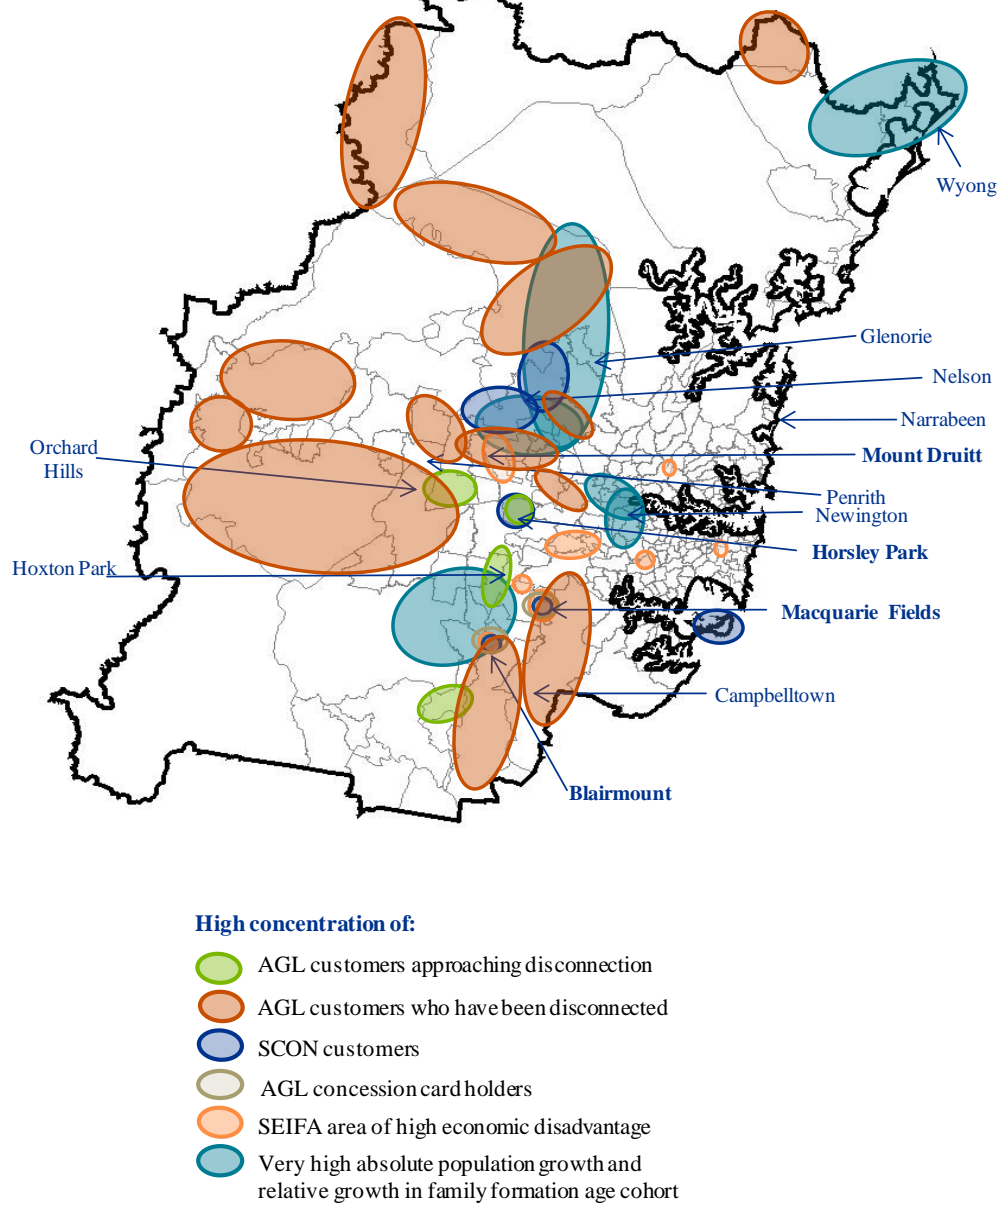 Wyong
Glenorie
Nelson
Narrabeen
Orchard
Hills
Mount Druitt
Penrith
Newington
Horsley Park
Hoxton Park
Macquarie Fields
Campbelltown
Blairmount
High concentration of:
AGL customers approaching disconnection
AGL customers who have been disconnected
SCON customers
AGL concession card holders
SEIFA area of high economic disadvantage
Very high absolute population growth and
relative growth in family formation age cohort